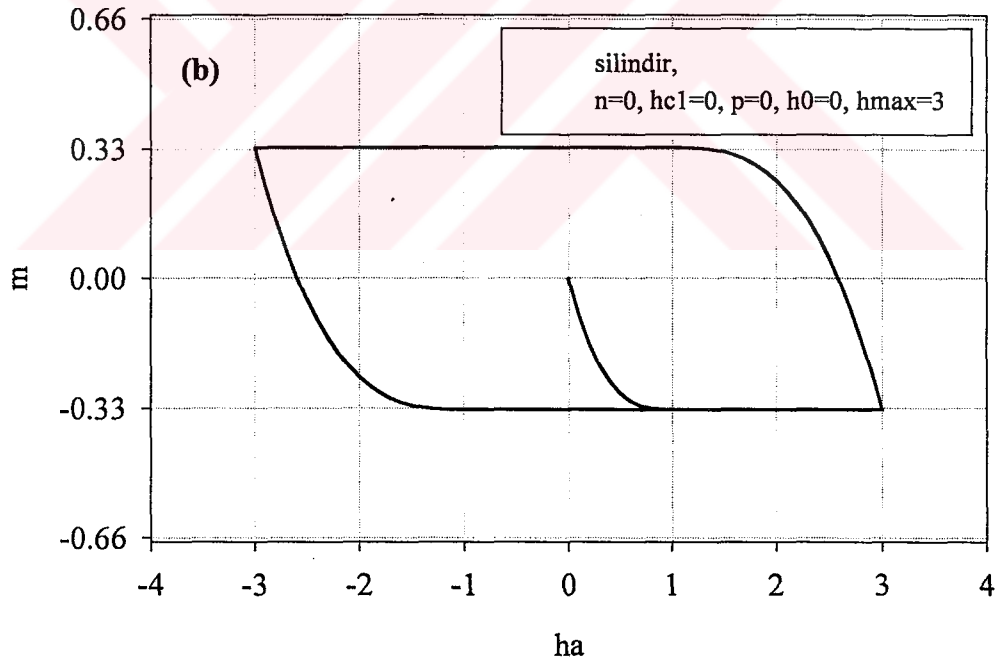 0.66
(b)
silindir,
n=0, hc1=0, p=0, h0=0, hmax=3
0.33
m
0.00
-0.33
-0.66
-4 -3 -2 -1 0 1 2 3 4
ha